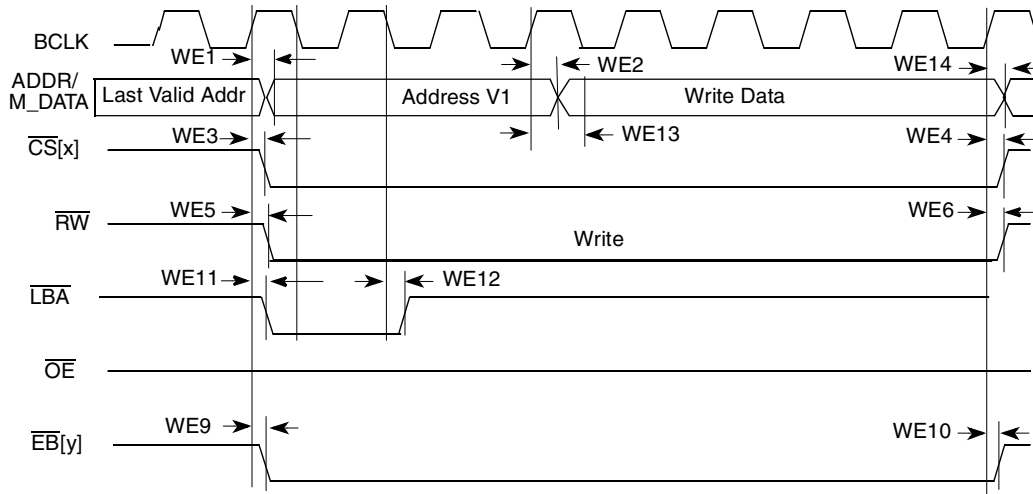 BCLK
WE1
WE2
WE14
ADDR/
M_DATA
Last Valid Addr
Address V1
Write Data
WE3
WE13
WE4
CS[x]
WE5
WE6
RW
Write
WE11
WE12
LBA
OE
WE9
WE10
EB[y]